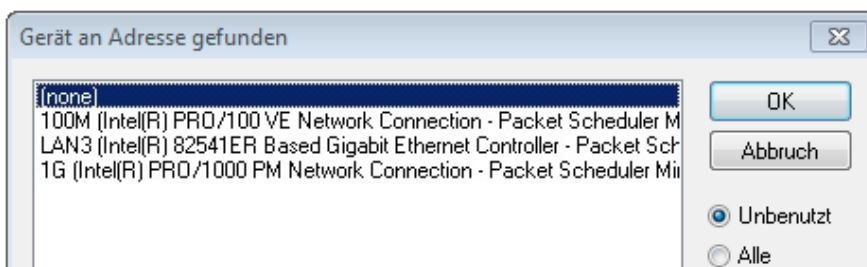 Gerät an Adresse gefunden
(none)
100M (Intel(R) PRO/100 VE Network Connection - Packet Scheduler M
LAN3 (Intel(R) 82541ER Based Gigabit Ethernet Controller - Packet Sch
1G (Intel(R) PRO/1000 PM Network Connection - Packet Scheduler Mi
OK
Abbruch
Unbenutzt
Alle